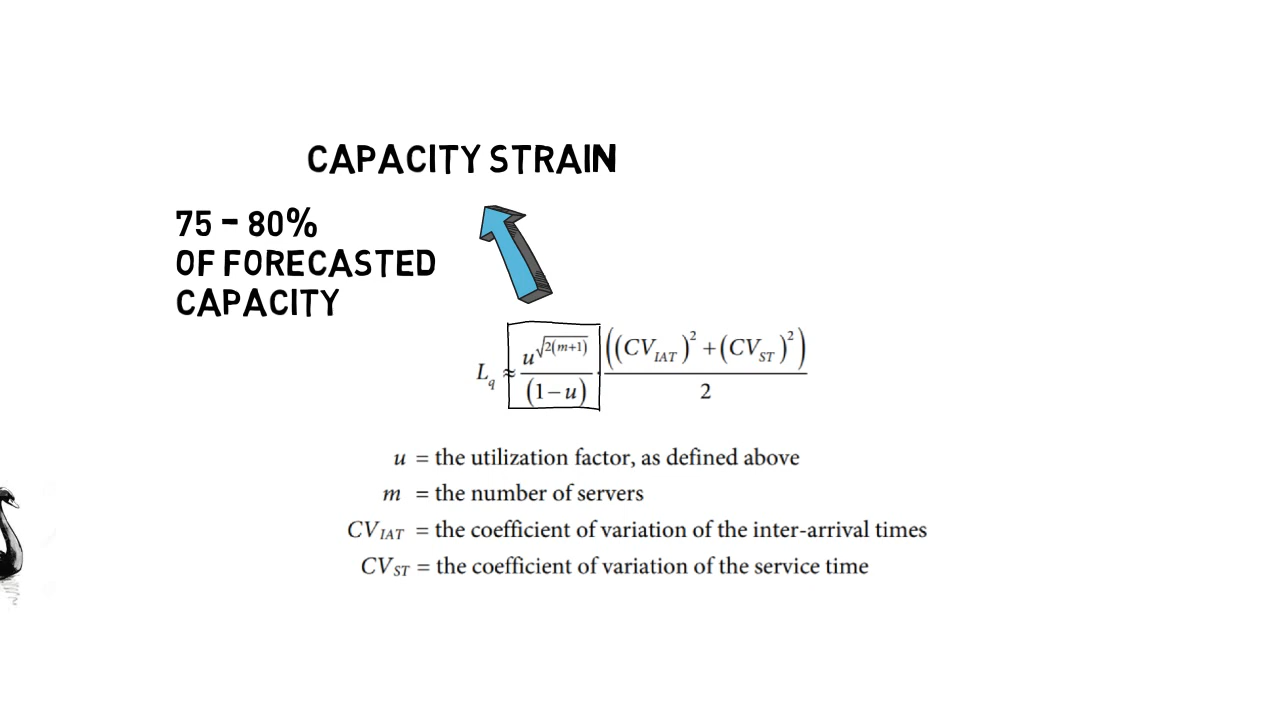 CAPACITY STRAIN
75 - 80%
OF FORECASTED
CAPACITY
L_q ≈ u^√(2(m+1)) / (1−u) · ((CV_IAT)^2 + (CV_ST)^2) / 2
u = the utilization factor, as defined above
m = the number of servers
CV_IAT = the coefficient of variation of the inter-arrival times
CV_ST = the coefficient of variation of the service time